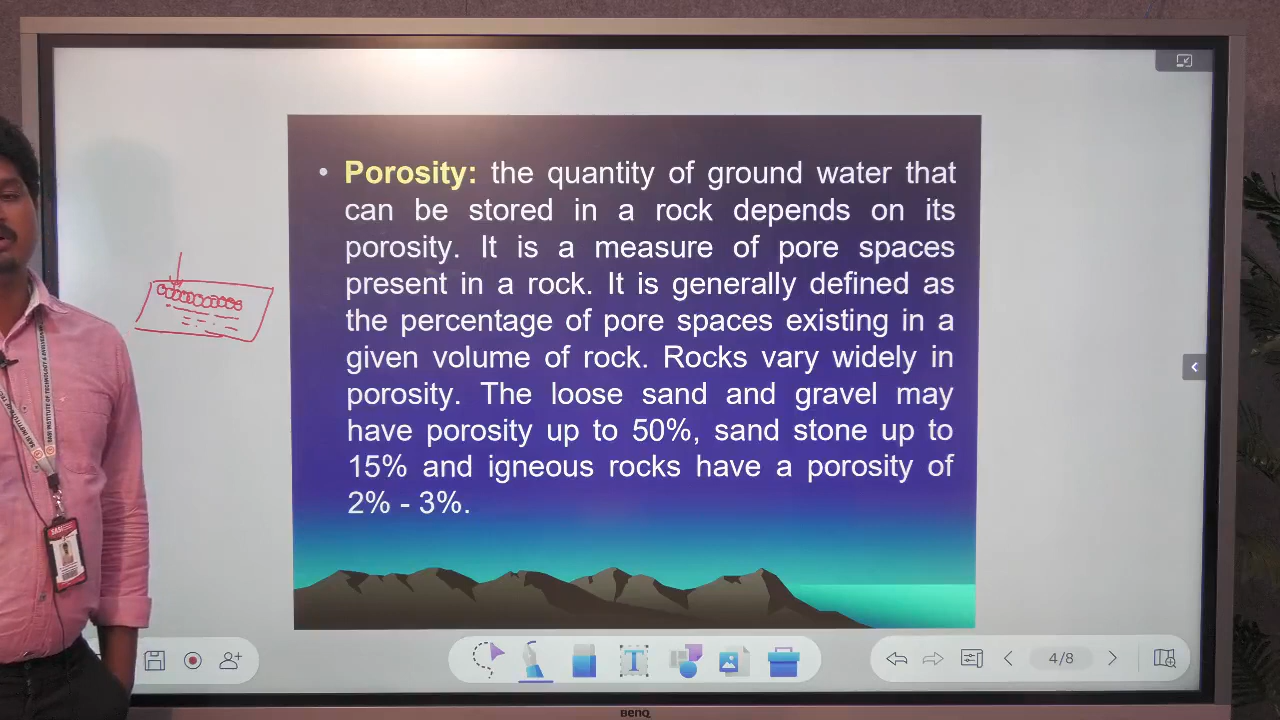 • Porosity: the quantity of ground water that
can be stored in a rock depends on its
porosity. It is a measure of pore spaces
present in a rock. It is generally defined as
the percentage of pore spaces existing in a
given volume of rock. Rocks vary widely in
porosity. The loose sand and gravel may
have porosity up to 50%, sand stone up to
15% and igneous rocks have a porosity of
2% - 3%.
T
4/8
BenQ
SASI